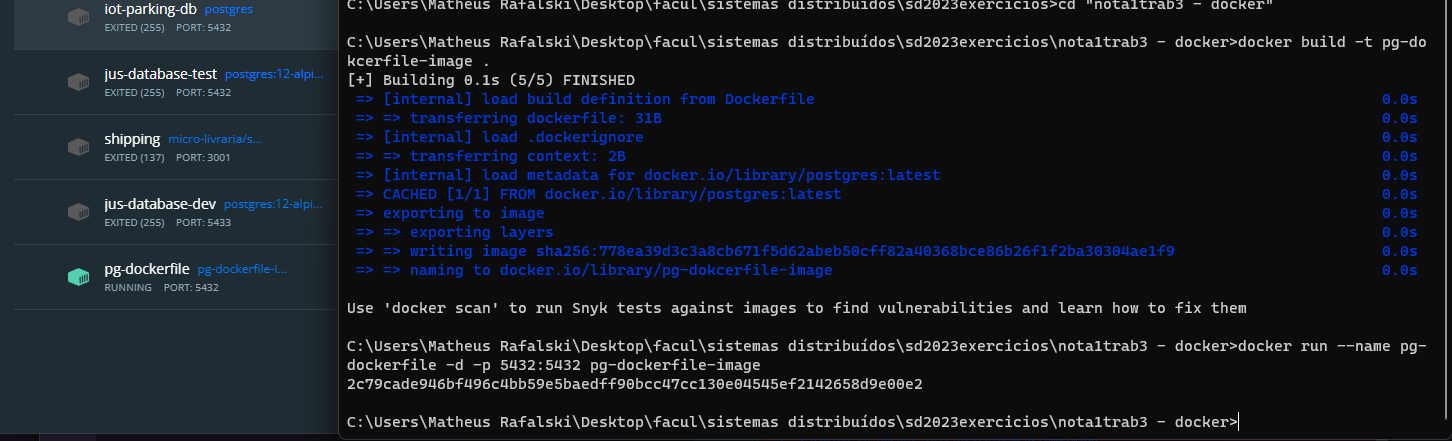 iot-parking-db postgres
EXITED (255) PORT: 5432
jus-database-test postgres:12-alpi...
EXITED (255) PORT: 5432
shipping micro-livraria/s...
EXITED (137) PORT: 3001
jus-database-dev postgres:12-alpi...
EXITED (255) PORT: 5433
pg-dockerfile pg-dockerfile-i...
RUNNING PORT: 5432
C:\Users\Matheus Rafalski\Desktop\facul\sistemas distribuídos\sd2023exercicios>cd "nota1trab3 - docker"
C:\Users\Matheus Rafalski\Desktop\facul\sistemas distribuídos\sd2023exercicios\nota1trab3 - docker>docker build -t pg-do
kcerfile-image .
[+] Building 0.1s (5/5) FINISHED
=> [internal] load build definition from Dockerfile 0.0s
=> => transferring dockerfile: 31B 0.0s
=> [internal] load .dockerignore 0.0s
=> => transferring context: 2B 0.0s
=> [internal] load metadata for docker.io/library/postgres:latest 0.0s
=> CACHED [1/1] FROM docker.io/library/postgres:latest 0.0s
=> exporting to image 0.0s
=> => exporting layers 0.0s
=> => writing image sha256:778ea39d3c3a8cb671f5d62abeb50cff82a40368bce86b26f1f2ba30304ae1f9 0.0s
=> => naming to docker.io/library/pg-dokcerfile-image 0.0s
Use 'docker scan' to run Snyk tests against images to find vulnerabilities and learn how to fix them
C:\Users\Matheus Rafalski\Desktop\facul\sistemas distribuídos\sd2023exercicios\nota1trab3 - docker>docker run --name pg-
dockerfile -d -p 5432:5432 pg-dockerfile-image
2c79cade946bf496c4bb59e5baedff90bcc47cc130e04545ef2142658d9e00e2
C:\Users\Matheus Rafalski\Desktop\facul\sistemas distribuídos\sd2023exercicios\nota1trab3 - docker>